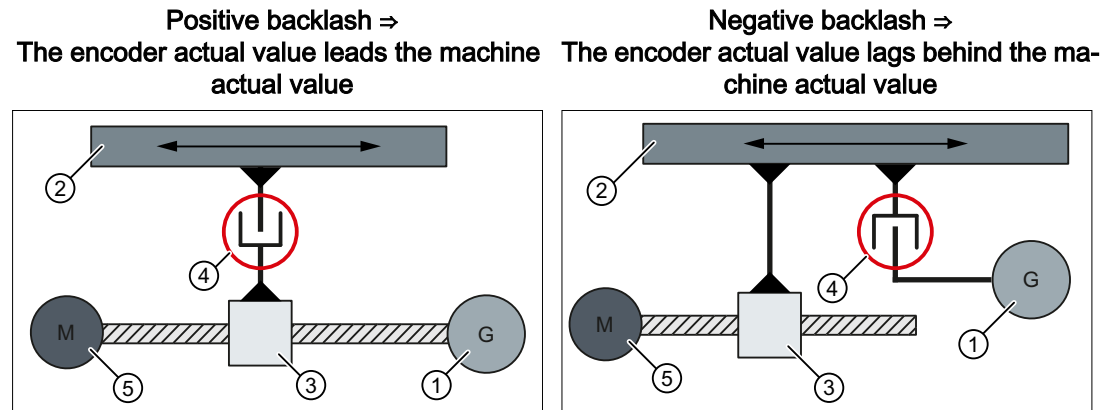 Positive backlash ⇒
The encoder actual value leads the machine
actual value
2
4
M
G
5
3
1
Negative backlash ⇒
The encoder actual value lags behind the ma-
chine actual value
2
4
G
M
1
5
3